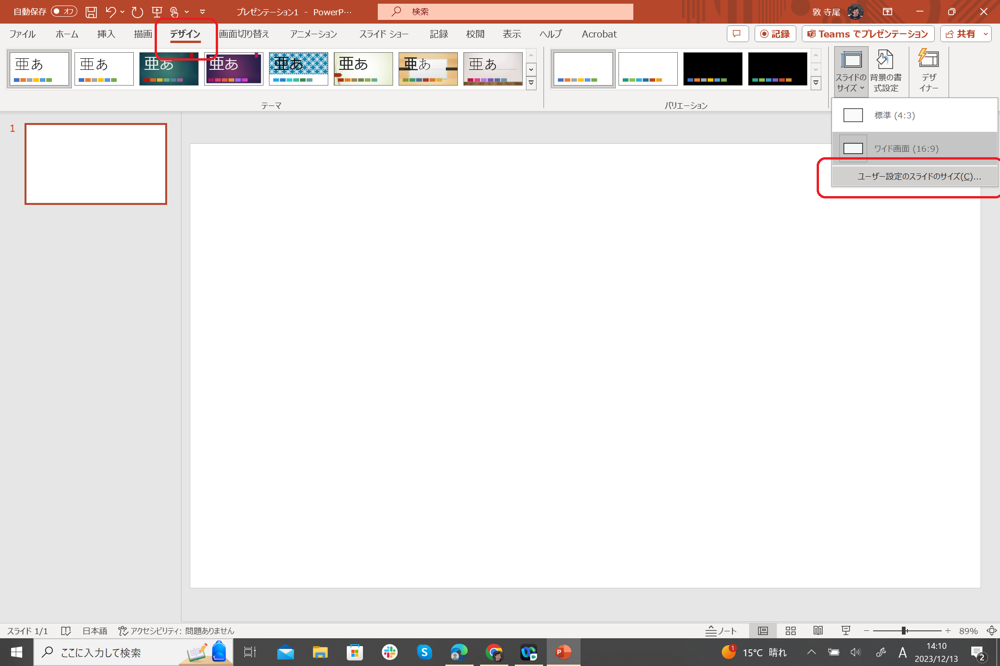 自動保存 オフ プレゼンテーション1 - PowerP… 検索 敦 寺尾
ファイル ホーム 挿入 描画 デザイン 画面切り替え アニメーション スライド ショー 記録 校閲 表示 ヘルプ Acrobat 記録 Teams でプレゼンテーション 共有
亜あ 亜あ 亜あ 亜あ 亜あ 亜あ 亜あ 亜あ
スライドの サイズ
背景の書 式設定
デザ イナー
テーマ バリエーション
標準 (4:3)
ワイド画面 (16:9)
ユーザー設定のスライドのサイズ(C)...
1
スライド 1/1 日本語 アクセシビリティ: 問題ありません ノート 89%
ここに入力して検索 15°C 晴れ A 14:10
2023/12/13
1
2